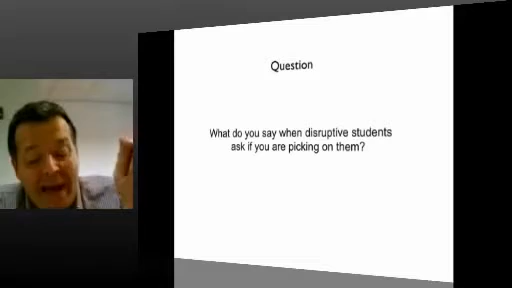 Question
What do you say when disruptive students
ask if you are picking on them?